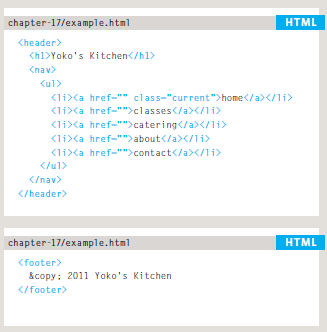 chapter-17/example.html HTML
<header>
<h1>Yoko's Kitchen</h1>
<nav>
<ul>
<li><a href="" class="current">home</a></li>
<li><a href="">classes</a></li>
<li><a href="">catering</a></li>
<li><a href="">about</a></li>
<li><a href="">contact</a></li>
</ul>
</nav>
</header>
chapter-17/example.html HTML
<footer>
&copy; 2011 Yoko's Kitchen
</footer>